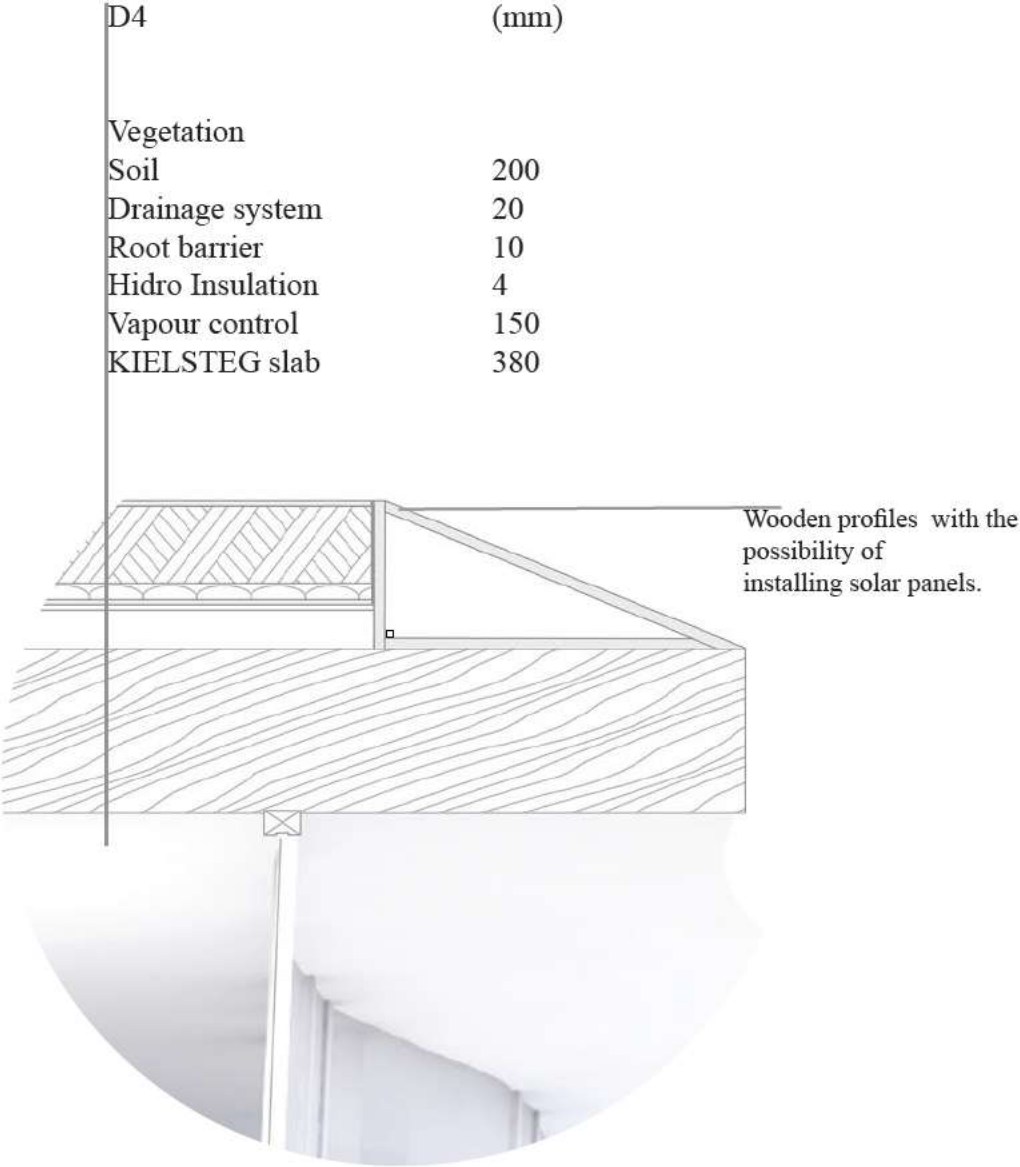 D4 (mm)
Vegetation
Soil 200
Drainage system 20
Root barrier 10
Hidro Insulation 4
Vapour control 150
KIELSTEG slab 380
Wooden profiles with the
possibility of
installing solar panels.